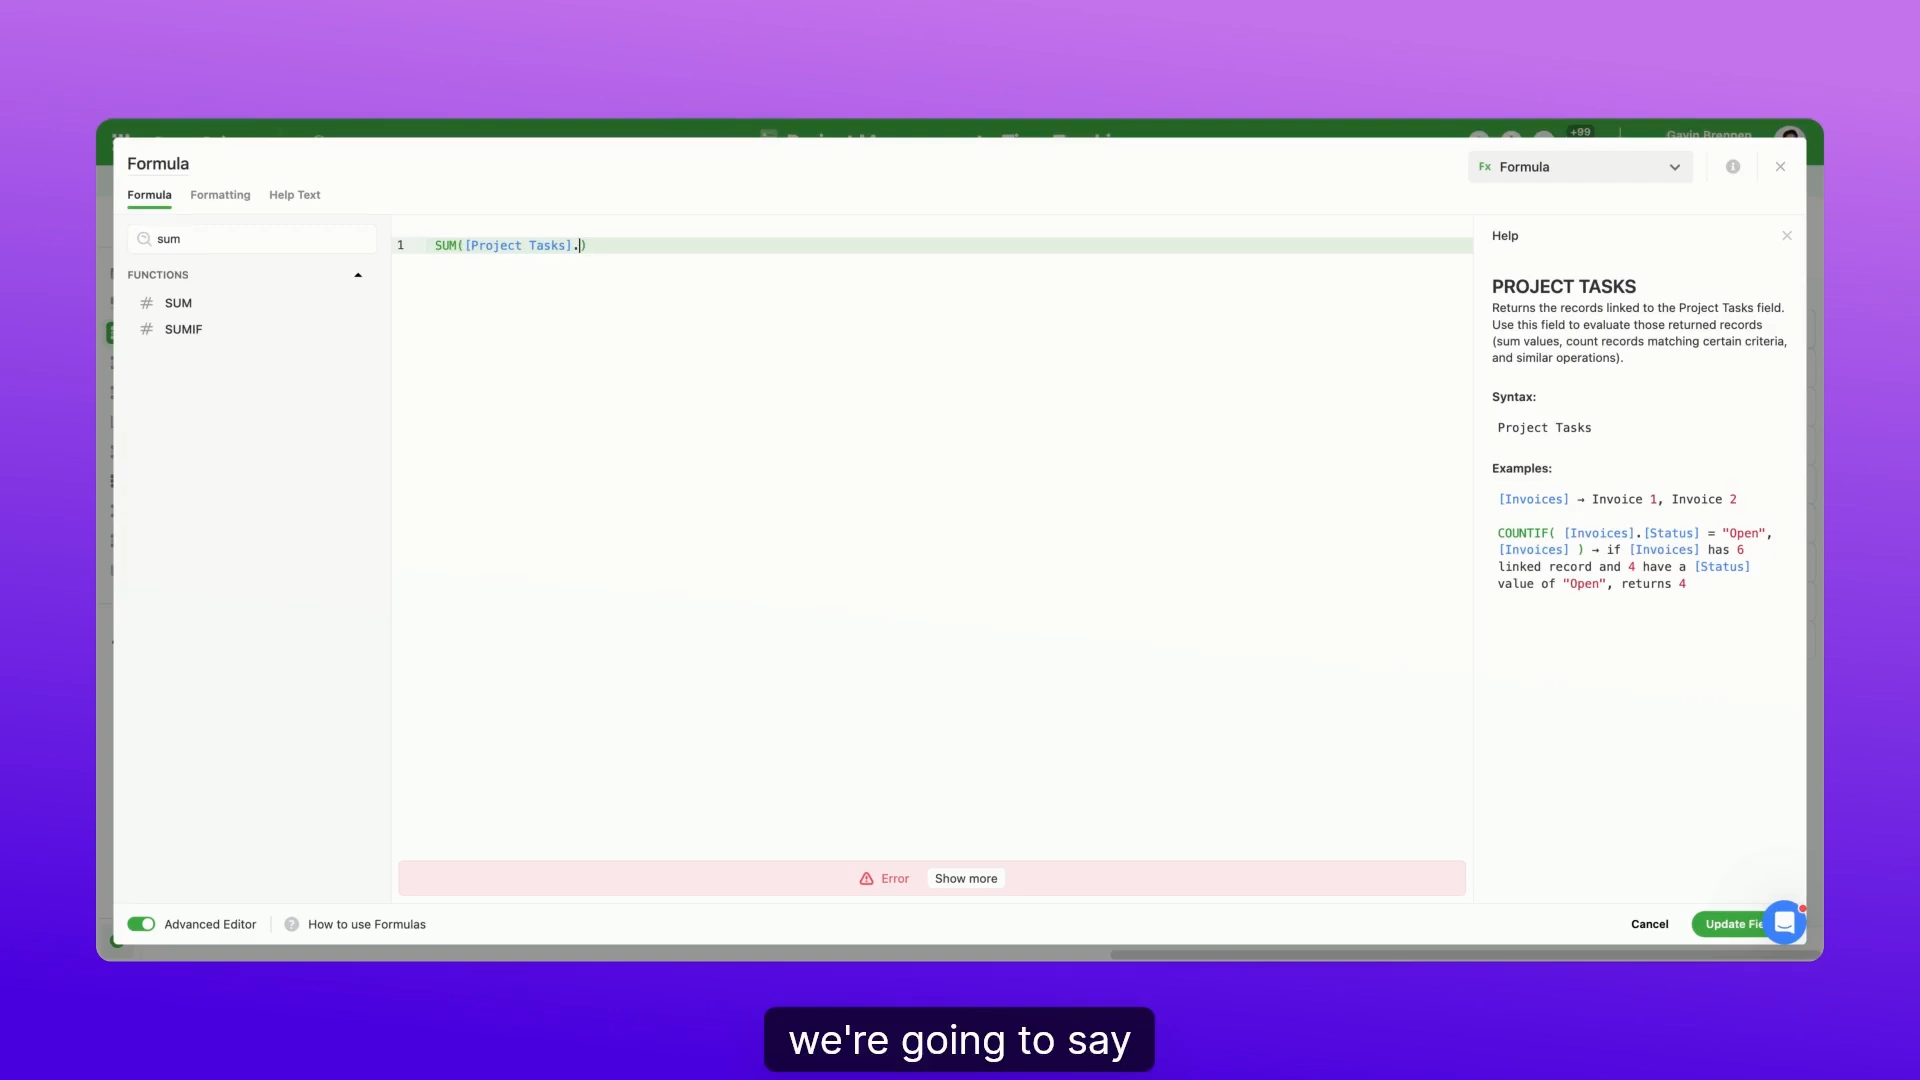 +99
Gavin Brennen
Formula
Fx Formula
Formula Formatting Help Text
sum
FUNCTIONS
# SUM
# SUMIF
1 SUM([Project Tasks].)
Help
PROJECT TASKS
Returns the records linked to the Project Tasks field.
Use this field to evaluate those returned records
(sum values, count records matching certain criteria,
and similar operations).
Syntax:
Project Tasks
Examples:
[Invoices] → Invoice 1, Invoice 2
COUNTIF( [Invoices].[Status] = "Open",
[Invoices] ) → if [Invoices] has 6
linked record and 4 have a [Status]
value of "Open", returns 4
Error Show more
Advanced Editor ? How to use Formulas
Cancel Update Fie
we're going to say